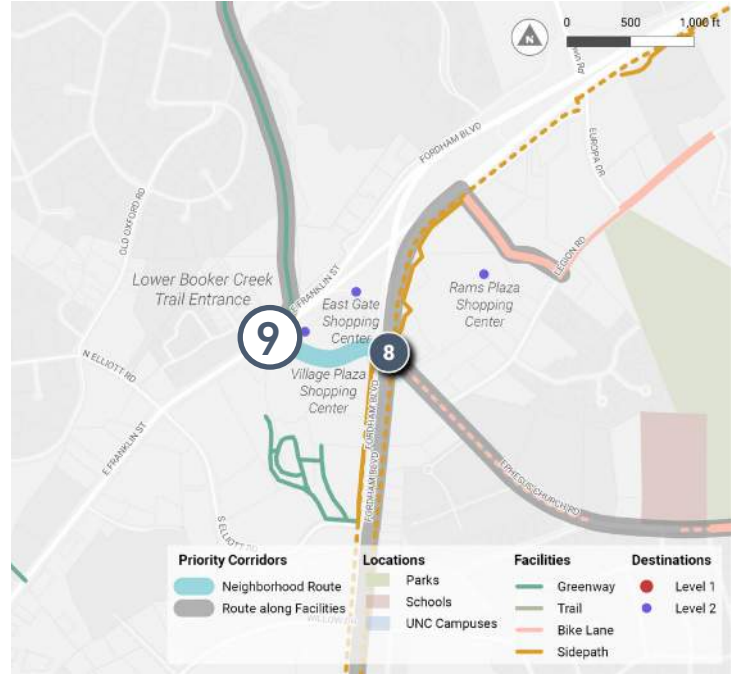 N
0 500 1,000 ft
FORDHAM BLVD
EUROPA DR
OLD OXFORD RD
LEGION RD
Lower Booker Creek
Trail Entrance
E FRANKLIN ST
East Gate
Shopping
Center
Rams Plaza
Shopping
Center
9
8
N ELLIOTT RD
Village Plaza
Shopping
Center
FORDHAM BLVD
E FRANKLIN ST
FORDHAM BLVD
EPHESUS CHURCH RD
S ELLIOTT RD
Priority Corridors
Neighborhood Route
Route along Facilities
Locations
Parks
Schools
UNC Campuses
Facilities
Greenway
Trail
Bike Lane
Sidepath
Destinations
Level 1
Level 2